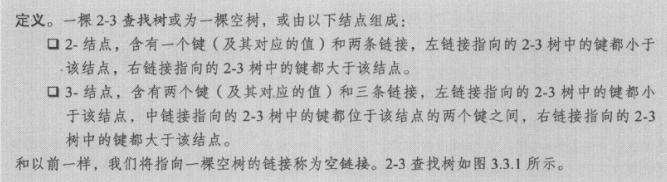 定义。一棵 2-3 查找树或为一棵空树，或由以下结点组成：
❑ 2- 结点，含有一个键（及其对应的值）和两条链接，左链接指向的 2-3 树中的键都小于
该结点，右链接指向的 2-3 树中的键都大于该结点。
❑ 3- 结点，含有两个键（及其对应的值）和三条链接，左链接指向的 2-3 树中的键都小
于该结点，中链接指向的 2-3 树中的键都位于该结点的两个键之间，右链接指向的 2-3
树中的键都大于该结点。
和以前一样，我们将指向一棵空树的链接称为空链接。2-3 查找树如图 3.3.1 所示。